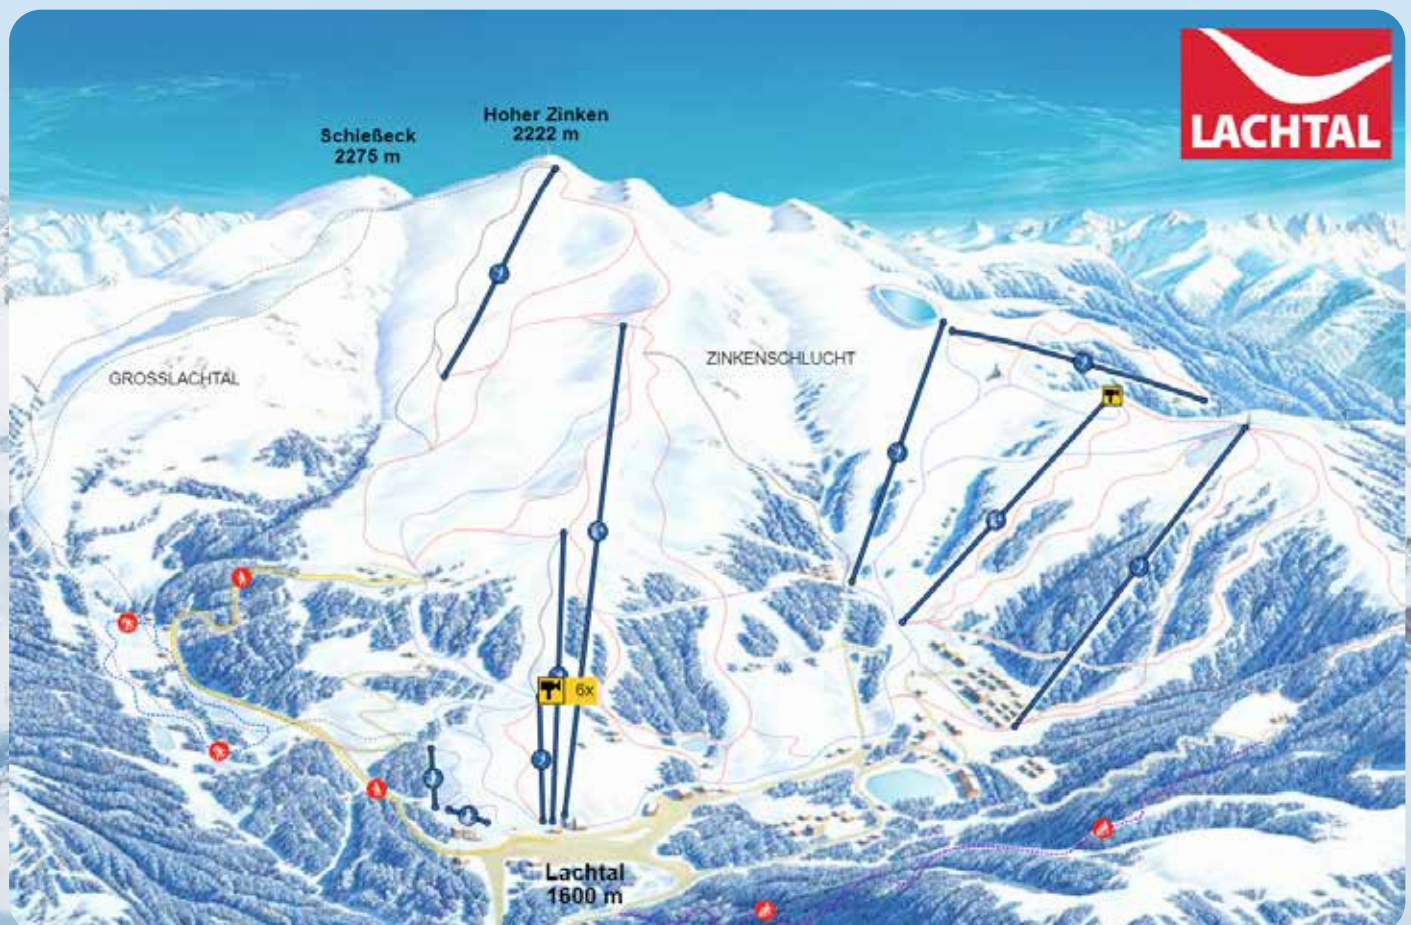 LACHTAL
Hoher Zinken
2222 m
Schießeck
2275 m
ZINKENSCHLUCHT
GROSSLACHTAL
6x
Lachtal
1600 m